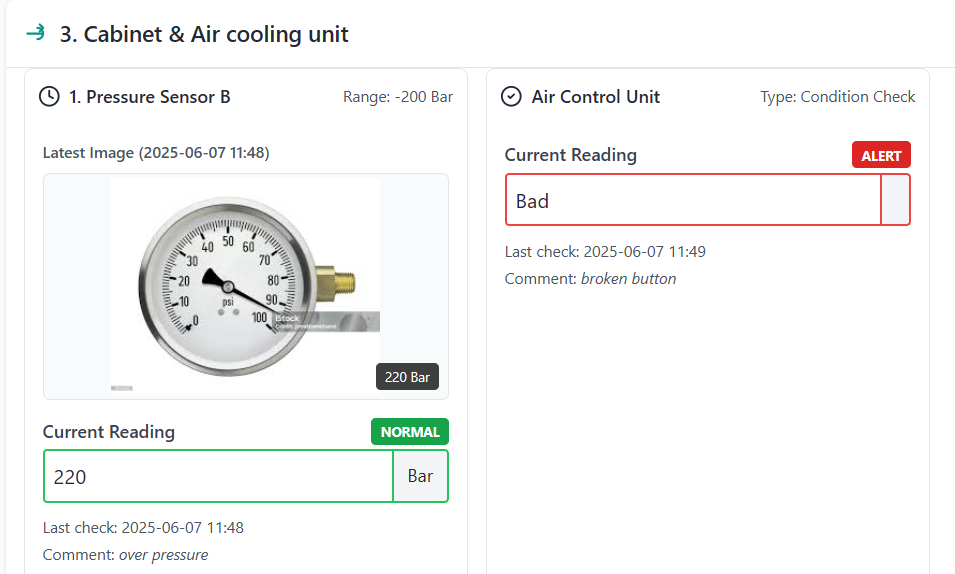 3. Cabinet & Air cooling unit
1. Pressure Sensor B
Range: -200 Bar
Latest Image (2025-06-07 11:48)
50
40
60
30
70
20
80
10
90
0
100
psi
iStock
220 Bar
Current Reading
NORMAL
220
Bar
Last check: 2025-06-07 11:48
Comment: over pressure
Air Control Unit
Type: Condition Check
Current Reading
ALERT
Bad
Last check: 2025-06-07 11:49
Comment: broken button